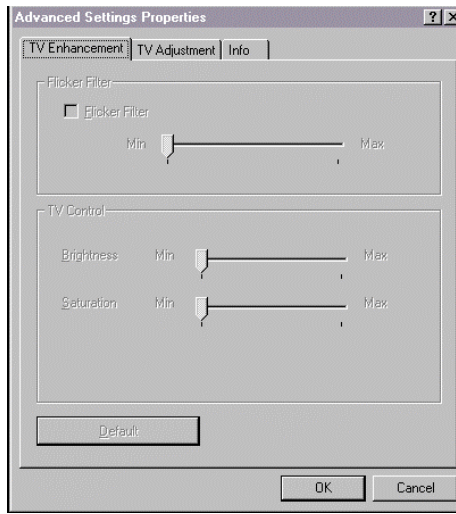 Advanced Settings Properties
TV Enhancement TV Adjustment Info
Flicker Filter
Flicker Filter
Min Max
TV Control
Brightness Min Max
Saturation Min Max
Default
OK Cancel